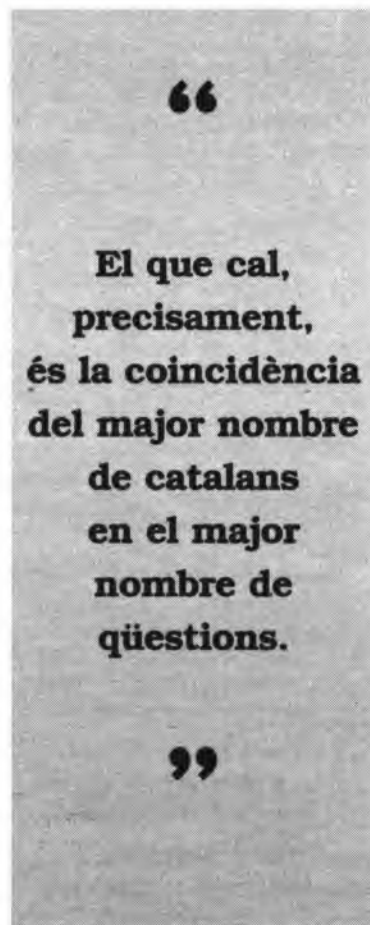 “
El que cal,
precisament,
és la coincidència
del major nombre
de catalans
en el major
nombre de
qüestions.
”